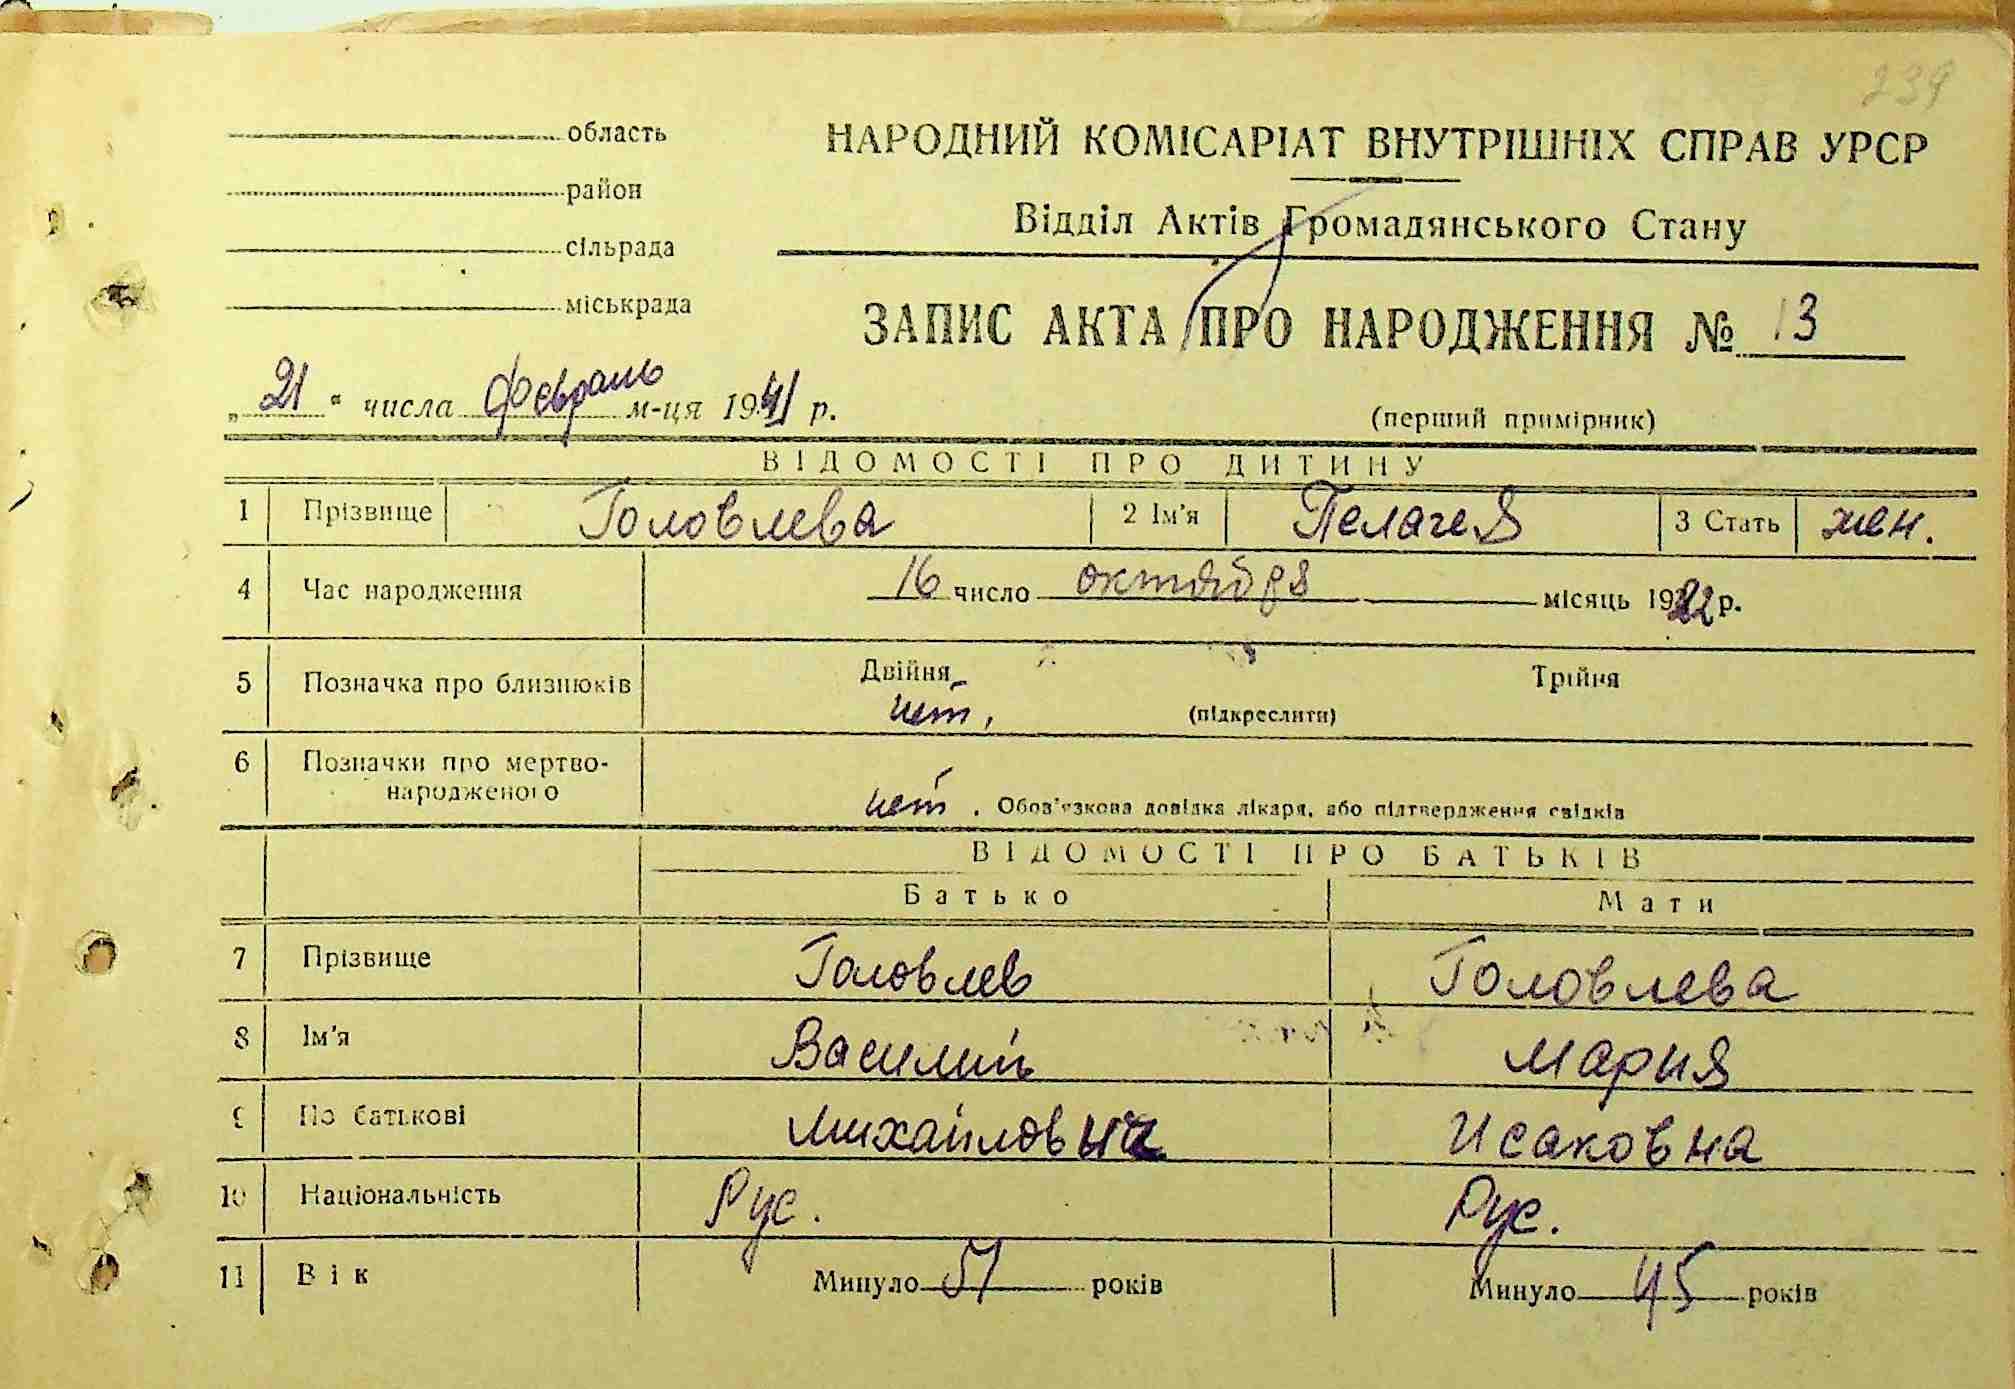 239
область
район
сільрада
міськрада
НАРОДНИЙ КОМІСАРІАТ ВНУТРІШНІХ СПРАВ УРСР
Відділ Актів Громадянського Стану
ЗАПИС АКТА ПРО НАРОДЖЕННЯ № 13
„21“ числа февраль м-ця 1941 р.
(перший примірник)
ВІДОМОСТІ ПРО ДИТИНУ
1 Прізвище Головлева 2 Ім'я Пелагея 3 Стать жен.
4 Час народження 16 число октября місяць 1922 р.
5 Позначка про близнюків Двійня Трійня
нет. (підкреслити)
6 Позначки про мертво-
народженого нет. Обов'язкова довідка лікаря, або підтвердження свідків
ВІДОМОСТІ ПРО БАТЬКІВ
Батько Мати
7 Прізвище Головлев Головлева
8 Ім'я Василий Мария
9 По батькові Михайлович Исаковна
10 Національність Рус. Рус.
11 Вік Минуло 51 років Минуло 45 років